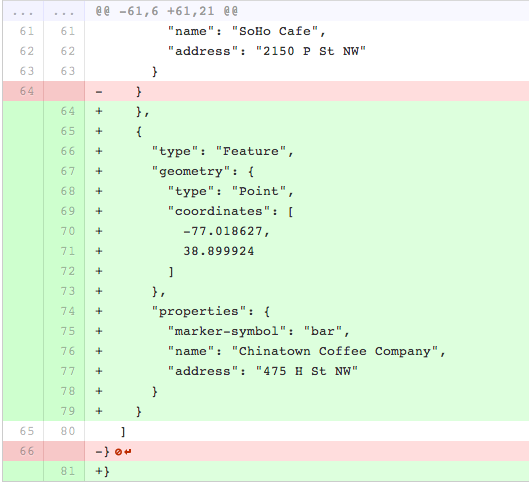 ... ... @@ -61,6 +61,21 @@
61 61 "name": "SoHo Cafe",
62 62 "address": "2150 P St NW"
63 63 }
64 - }
64 + },
65 + {
66 + "type": "Feature",
67 + "geometry": {
68 + "type": "Point",
69 + "coordinates": [
70 + -77.018627,
71 + 38.899924
72 + ]
73 + },
74 + "properties": {
75 + "marker-symbol": "bar",
76 + "name": "Chinatown Coffee Company",
77 + "address": "475 H St NW"
78 + }
79 + }
65 80 ]
66 -}
81 +}